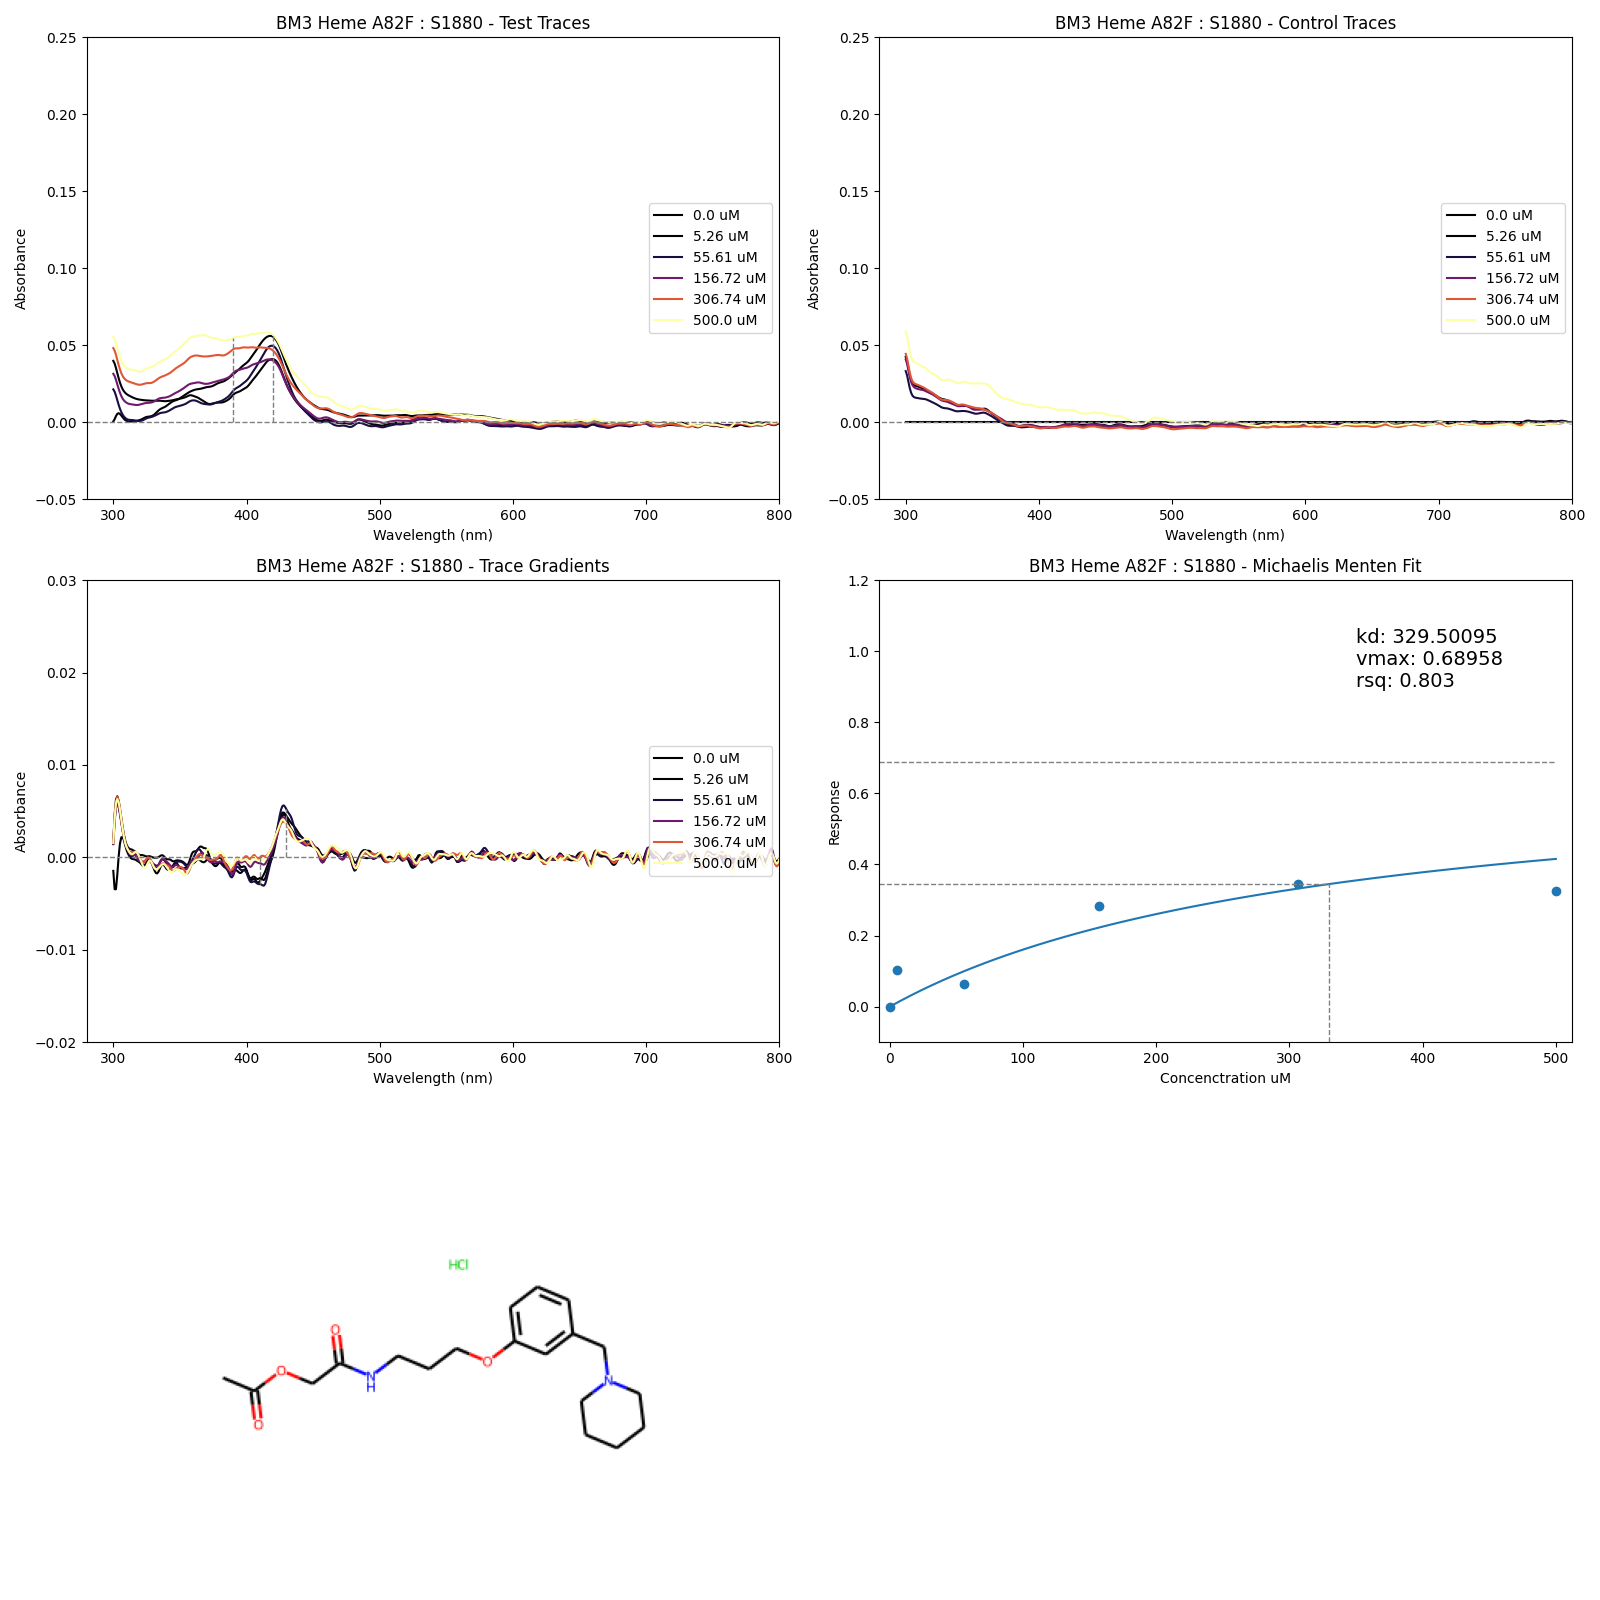 BM3 Heme A82F : S1880 - Test Traces
Absorbance
0.25
0.20
0.15
0.10
0.05
0.00
−0.05
0.0 uM
5.26 uM
55.61 uM
156.72 uM
306.74 uM
500.0 uM
300 400 500 600 700 800
Wavelength (nm)
BM3 Heme A82F : S1880 - Control Traces
Absorbance
0.25
0.20
0.15
0.10
0.05
0.00
−0.05
0.0 uM
5.26 uM
55.61 uM
156.72 uM
306.74 uM
500.0 uM
300 400 500 600 700 800
Wavelength (nm)
BM3 Heme A82F : S1880 - Trace Gradients
Absorbance
0.03
0.02
0.01
0.00
−0.01
−0.02
0.0 uM
5.26 uM
55.61 uM
156.72 uM
306.74 uM
500.0 uM
300 400 500 600 700 800
Wavelength (nm)
BM3 Heme A82F : S1880 - Michaelis Menten Fit
Response
1.2
1.0
0.8
0.6
0.4
0.2
0.0
kd: 329.50095
vmax: 0.68958
rsq: 0.803
0 100 200 300 400 500
Concenctration uM
HCl
O
O
O
N
H
O
N